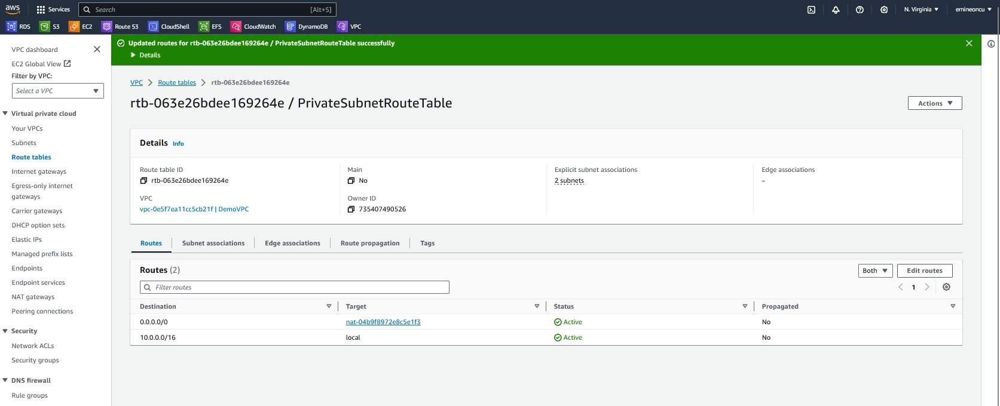 aws Services Search [Alt+S] N. Virginia emineoncu
RDS S3 EC2 Route 53 CloudShell EFS CloudWatch DynamoDB VPC
VPC dashboard
EC2 Global View
Filter by VPC:
Select a VPC
Virtual private cloud
Your VPCs
Subnets
Route tables
Internet gateways
Egress-only internet
gateways
Carrier gateways
DHCP option sets
Elastic IPs
Managed prefix lists
Endpoints
Endpoint services
NAT gateways
Peering connections
Security
Network ACLs
Security groups
DNS firewall
Rule groups
Updated routes for rtb-063e26bdee169264e / PrivateSubnetRouteTable successfully
Details
VPC Route tables rtb-063e26bdee169264e
rtb-063e26bdee169264e / PrivateSubnetRouteTable
Actions
Details Info
Route table ID
rtb-063e26bdee169264e
VPC
vpc-0e5f7ea11cc5cb21f | DemoVPC
Main
No
Owner ID
735407490526
Explicit subnet associations
2 subnets
Edge associations
–
Routes Subnet associations Edge associations Route propagation Tags
Routes (2)
Both Edit routes
Filter routes
1
Destination Target Status Propagated
0.0.0.0/0 nat-04b9f8972e8c5e1f3 Active No
10.0.0.0/16 local Active No